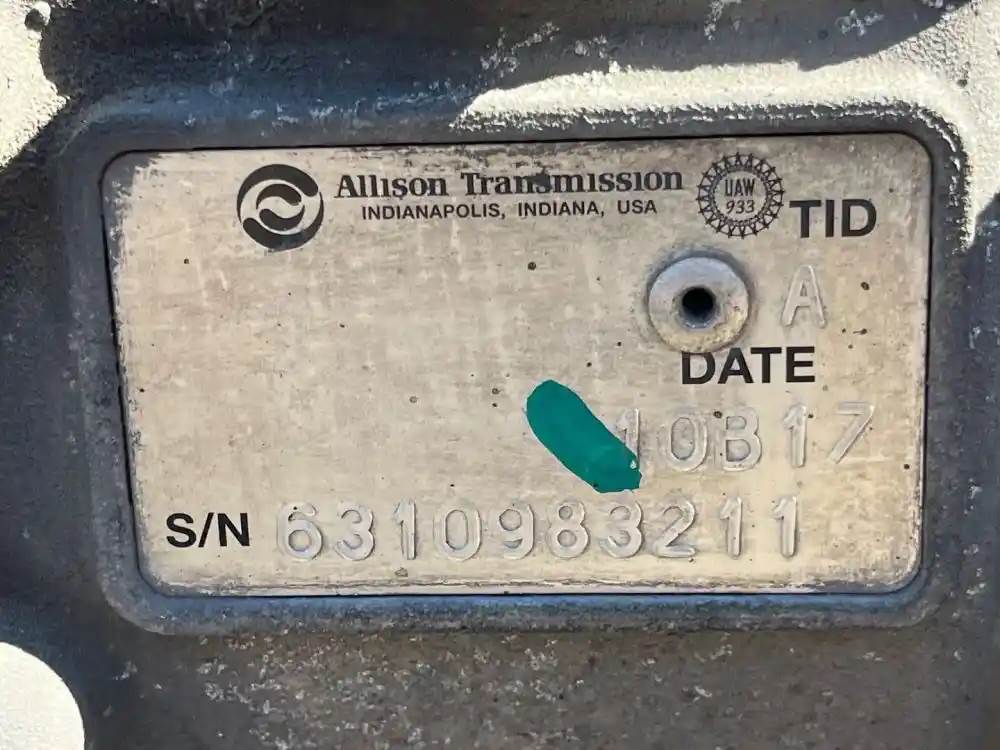 Allison Transmission
INDIANAPOLIS, INDIANA, USA
UAW
933
TID
A
DATE
10B17
S/N 6310983211